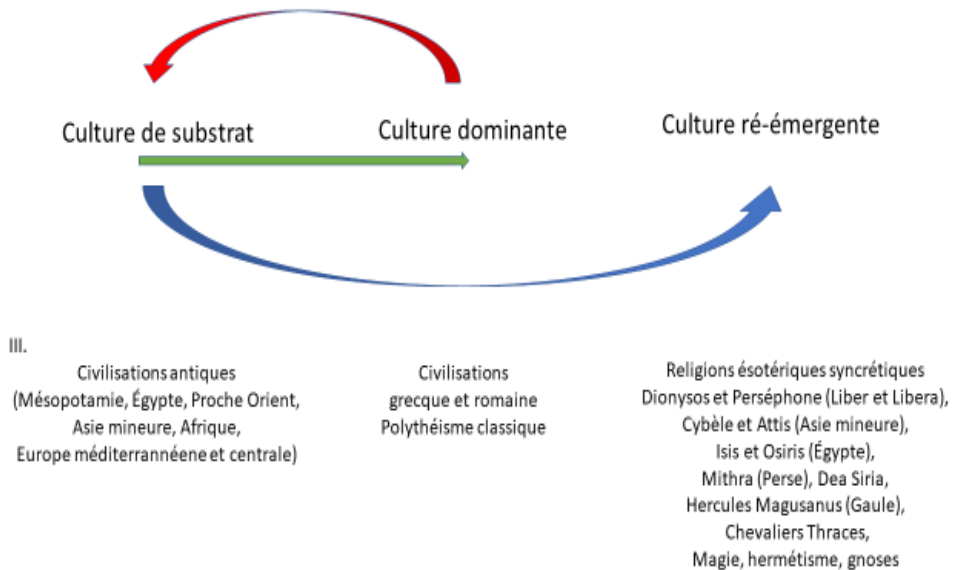 Culture de substrat
Culture dominante
Culture ré-émergente
III.
Civilisations antiques
(Mésopotamie, Égypte, Proche Orient,
Asie mineure, Afrique,
Europe méditerrannéene et centrale)
Civilisations
grecque et romaine
Polythéisme classique
Religions ésotériques syncrétiques
Dionysos et Perséphone (Liber et Libera),
Cybèle et Attis (Asie mineure),
Isis et Osiris (Égypte),
Mithra (Perse), Dea Siria,
Hercules Magusanus (Gaule),
Chevaliers Thraces,
Magie, hermétisme, gnoses